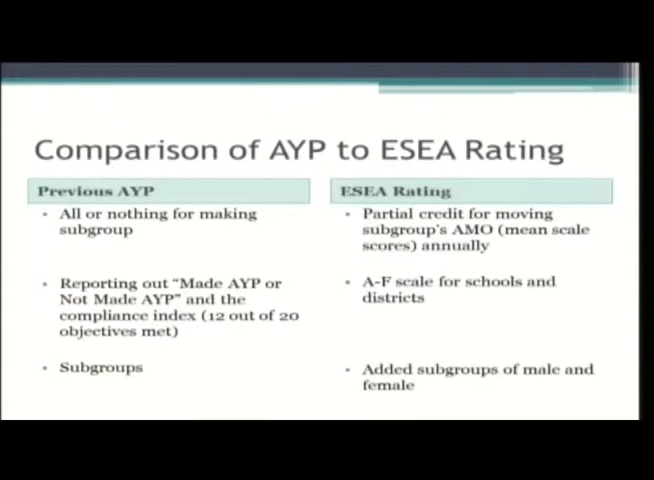 Comparison of AYP to ESEA Rating
Previous AYP
• All or nothing for making
subgroup
• Reporting out “Made AYP or
Not Made AYP” and the
compliance index (12 out of 20
objectives met)
• Subgroups
ESEA Rating
• Partial credit for moving
subgroup's AMO (mean scale
scores) annually
• A-F scale for schools and
districts
• Added subgroups of male and
female